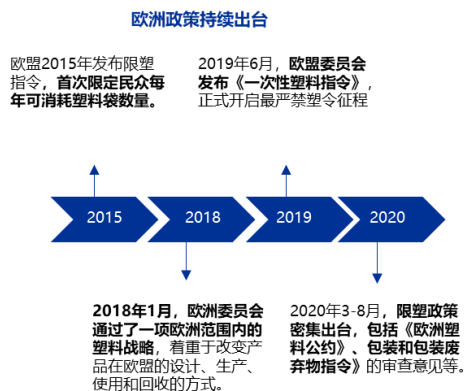 欧洲政策持续出台
欧盟2015年发布限塑
指令，首次限定民众每
年可消耗塑料袋数量。
2019年6月，欧盟委员会
发布《一次性塑料指令》，
正式开启最严禁塑令征程
2015
2018
2019
2020
2018年1月，欧洲委员会
通过了一项欧洲范围内的
塑料战略，着重于改变产
品在欧盟的设计、生产、
使用和回收的方式。
2020年3-8月，限塑政策
密集出台，包括《欧洲塑
料公约》、包装和包装废
弃物指令》的审查意见等。